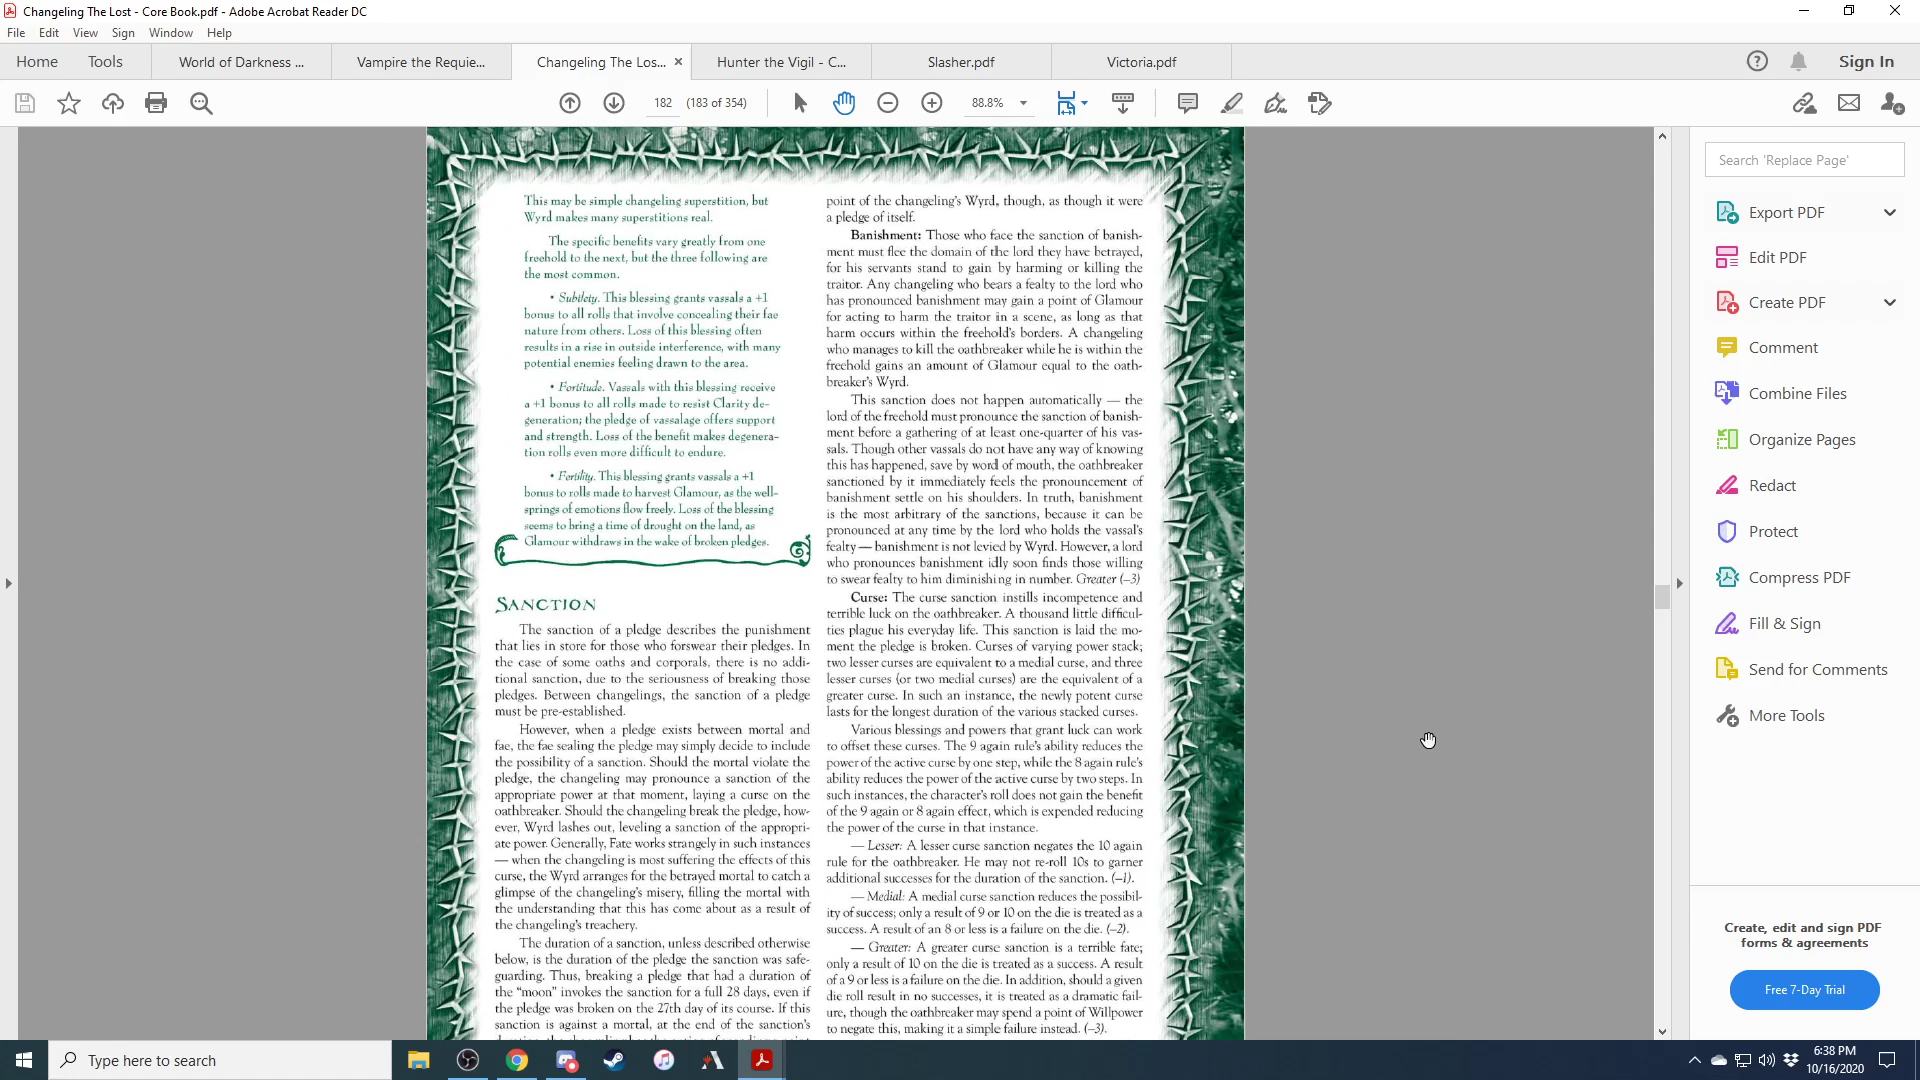 Changeling The Lost - Core Book.pdf - Adobe Acrobat Reader DC
File Edit View Sign Window Help
Home Tools World of Darkness ... Vampire the Requie... Changeling The Los... Hunter the Vigil - C... Slasher.pdf Victoria.pdf Sign In
182 (183 of 354) 88.8%
This may be simple changeling superstition, but
Wyrd makes many superstitions real.
The specific benefits vary greatly from one
freehold to the next, but the three following are
the most common.
• Subtlety. This blessing grants vassals a +1
bonus to all rolls that involve concealing their fae
nature from others. Loss of this blessing often
results in a rise in outside interference, with many
potential enemies feeling drawn to the area.
• Fortitude. Vassals with this blessing receive
a +1 bonus to all rolls made to resist Clarity de-
generation; the pledge of vassalage offers support
and strength. Loss of the benefit makes degenera-
tion rolls even more difficult to endure.
• Fertility. This blessing grants vassals a +1
bonus to rolls made to harvest Glamour, as the well-
springs of emotions flow freely. Loss of the blessing
seems to bring a time of drought on the land, as
Glamour withdraws in the wake of broken pledges.
SANCTION
The sanction of a pledge describes the punishment
that lies in store for those who forswear their pledges. In
the case of some oaths and corporals, there is no addi-
tional sanction, due to the seriousness of breaking those
pledges. Between changelings, the sanction of a pledge
must be pre-established.
However, when a pledge exists between mortal and
fae, the fae sealing the pledge may simply decide to include
the possibility of a sanction. Should the mortal violate the
pledge, the changeling may pronounce a sanction of the
appropriate power at that moment, laying a curse on the
oathbreaker. Should the changeling break the pledge, how-
ever, Wyrd lashes out, leveling a sanction of the appropri-
ate power. Generally, Fate works strangely in such instances
— when the changeling is most suffering the effects of this
curse, the Wyrd arranges for the betrayed mortal to catch a
glimpse of the changeling's misery, filling the mortal with
the understanding that this has come about as a result of
the changeling's treachery.
The duration of a sanction, unless described otherwise
below, is the duration of the pledge the sanction was safe-
guarding. Thus, breaking a pledge that had a duration of
the "moon" invokes the sanction for a full 28 days, even if
the pledge was broken on the 27th day of its course. If this
sanction is against a mortal, at the end of the sanction's
point of the changeling's Wyrd, though, as though it were
a pledge of itself.
Banishment: Those who face the sanction of banish-
ment must flee the domain of the lord they have betrayed,
for his servants stand to gain by harming or killing the
traitor. Any changeling who bears a fealty to the lord who
has pronounced banishment may gain a point of Glamour
for acting to harm the traitor in a scene, as long as that
harm occurs within the freehold's borders. A changeling
who manages to kill the oathbreaker while he is within the
freehold gains an amount of Glamour equal to the oath-
breaker's Wyrd.
This sanction does not happen automatically — the
lord of the freehold must pronounce the sanction of banish-
ment before a gathering of at least one-quarter of his vas-
sals. Though other vassals do not have any way of knowing
this has happened, save by word of mouth, the oathbreaker
sanctioned by it immediately feels the pronouncement of
banishment settle on his shoulders. In truth, banishment
is the most arbitrary of the sanctions, because it can be
pronounced at any time by the lord who holds the vassal's
fealty — banishment is not levied by Wyrd. However, a lord
who pronounces banishment idly soon finds those willing
to swear fealty to him diminishing in number. Greater (–3)
Curse: The curse sanction instills incompetence and
terrible luck on the oathbreaker. A thousand little difficul-
ties plague his everyday life. This sanction is laid the mo-
ment the pledge is broken. Curses of varying power stack;
two lesser curses are equivalent to a medial curse, and three
lesser curses (or two medial curses) are the equivalent of a
greater curse. In such an instance, the newly potent curse
lasts for the longest duration of the various stacked curses.
Various blessings and powers that grant luck can work
to offset these curses. The 9 again rule's ability reduces the
power of the active curse by one step, while the 8 again rule's
ability reduces the power of the active curse by two steps. In
such instances, the character's roll does not gain the benefit
of the 9 again or 8 again effect, which is expended reducing
the power of the curse in that instance.
— Lesser: A lesser curse sanction negates the 10 again
rule for the oathbreaker. He may not re-roll 10s to garner
additional successes for the duration of the sanction. (–1).
— Medial: A medial curse sanction reduces the possibil-
ity of success; only a result of 9 or 10 on the die is treated as a
success. A result of an 8 or less is a failure on the die. (–2).
— Greater: A greater curse sanction is a terrible fate;
only a result of 10 on the die is treated as a success. A result
of a 9 or less is a failure on the die. In addition, should a given
die roll result in no successes, it is treated as a dramatic fail-
ure, though the oathbreaker may spend a point of Willpower
to negate this, making it a simple failure instead. (–3).
Search 'Replace Page'
Export PDF
Edit PDF
Create PDF
Comment
Combine Files
Organize Pages
Redact
Protect
Compress PDF
Fill & Sign
Send for Comments
More Tools
Create, edit and sign PDF
forms & agreements
Free 7-Day Trial
Type here to search
6:38 PM
10/16/2020